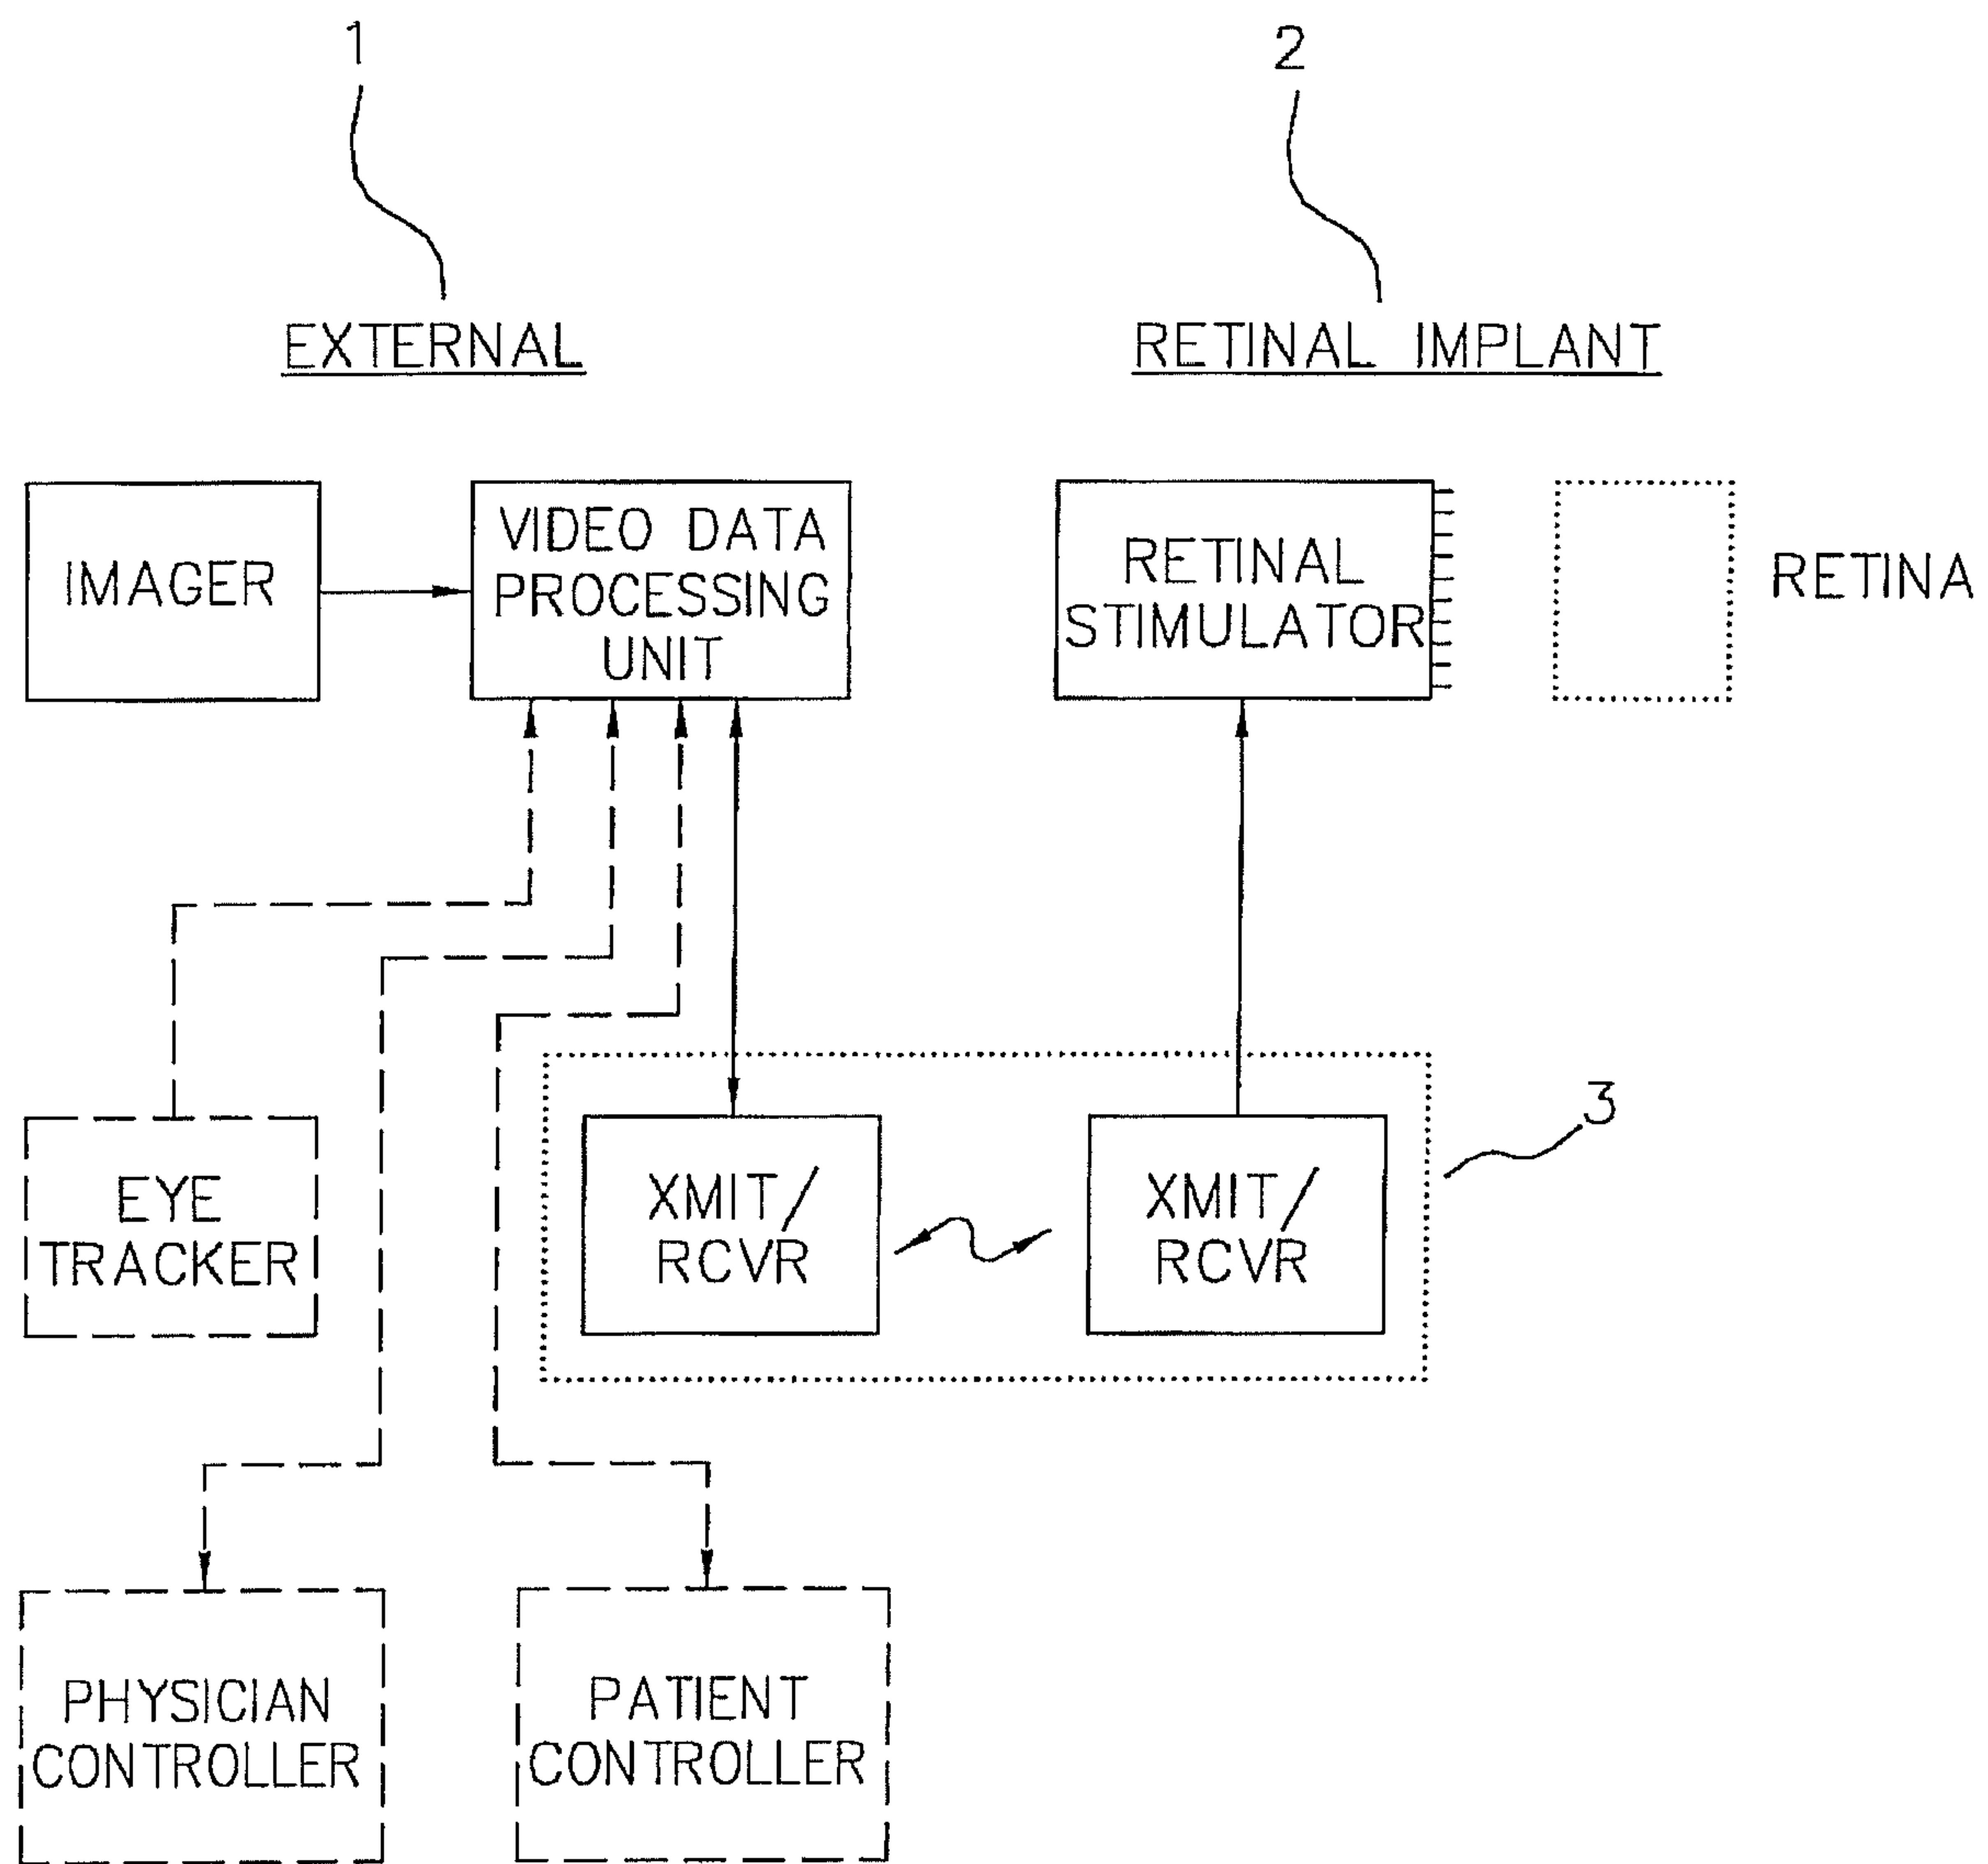 1
2
EXTERNAL
RETINAL IMPLANT
IMAGER
VIDEO DATA
PROCESSING
UNIT
RETINAL
STIMULATOR
RETINA
3
EYE
TRACKER
XMIT/
RCVR
XMIT/
RCVR
PHYSICIAN
CONTROLLER
PATIENT
CONTROLLER